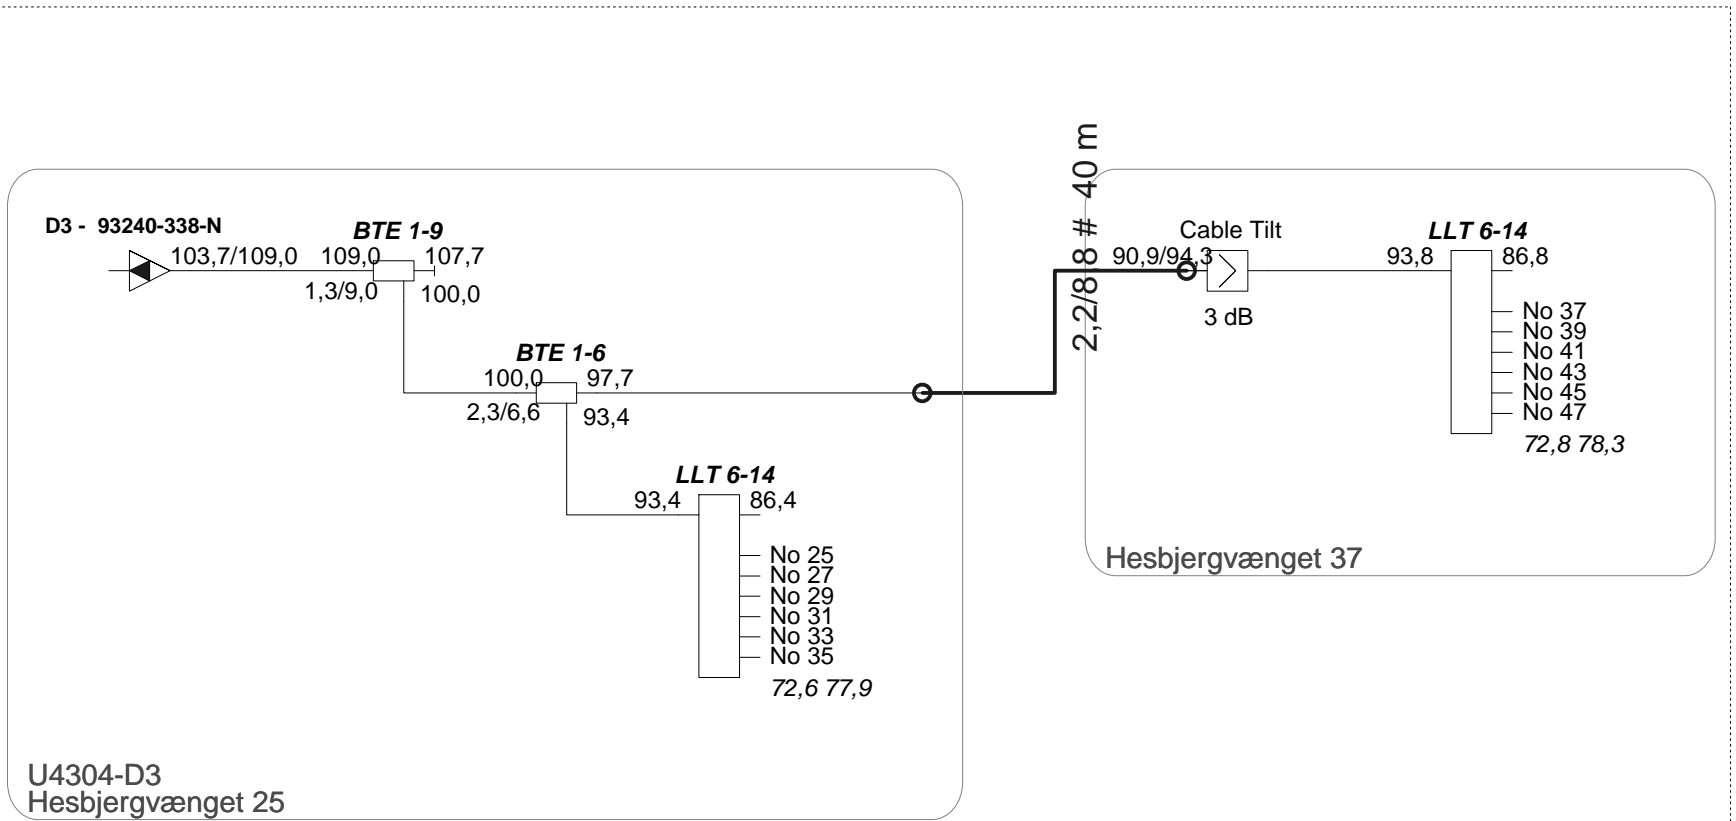 D3 - 93240-338-N
103,7/109,0
BTE 1-9
109,0
107,7
1,3/9,0
100,0
BTE 1-6
100,0
97,7
2,3/6,6
93,4
LLT 6-14
93,4
86,4
No 25
No 27
No 29
No 31
No 33
No 35
72,6 77,9
U4304-D3
Hesbjergvænget 25
2,2/8,8 # 40 m
90,9/94,3
Cable Tilt
3 dB
LLT 6-14
93,8
86,8
No 37
No 39
No 41
No 43
No 45
No 47
72,8 78,3
Hesbjergvænget 37